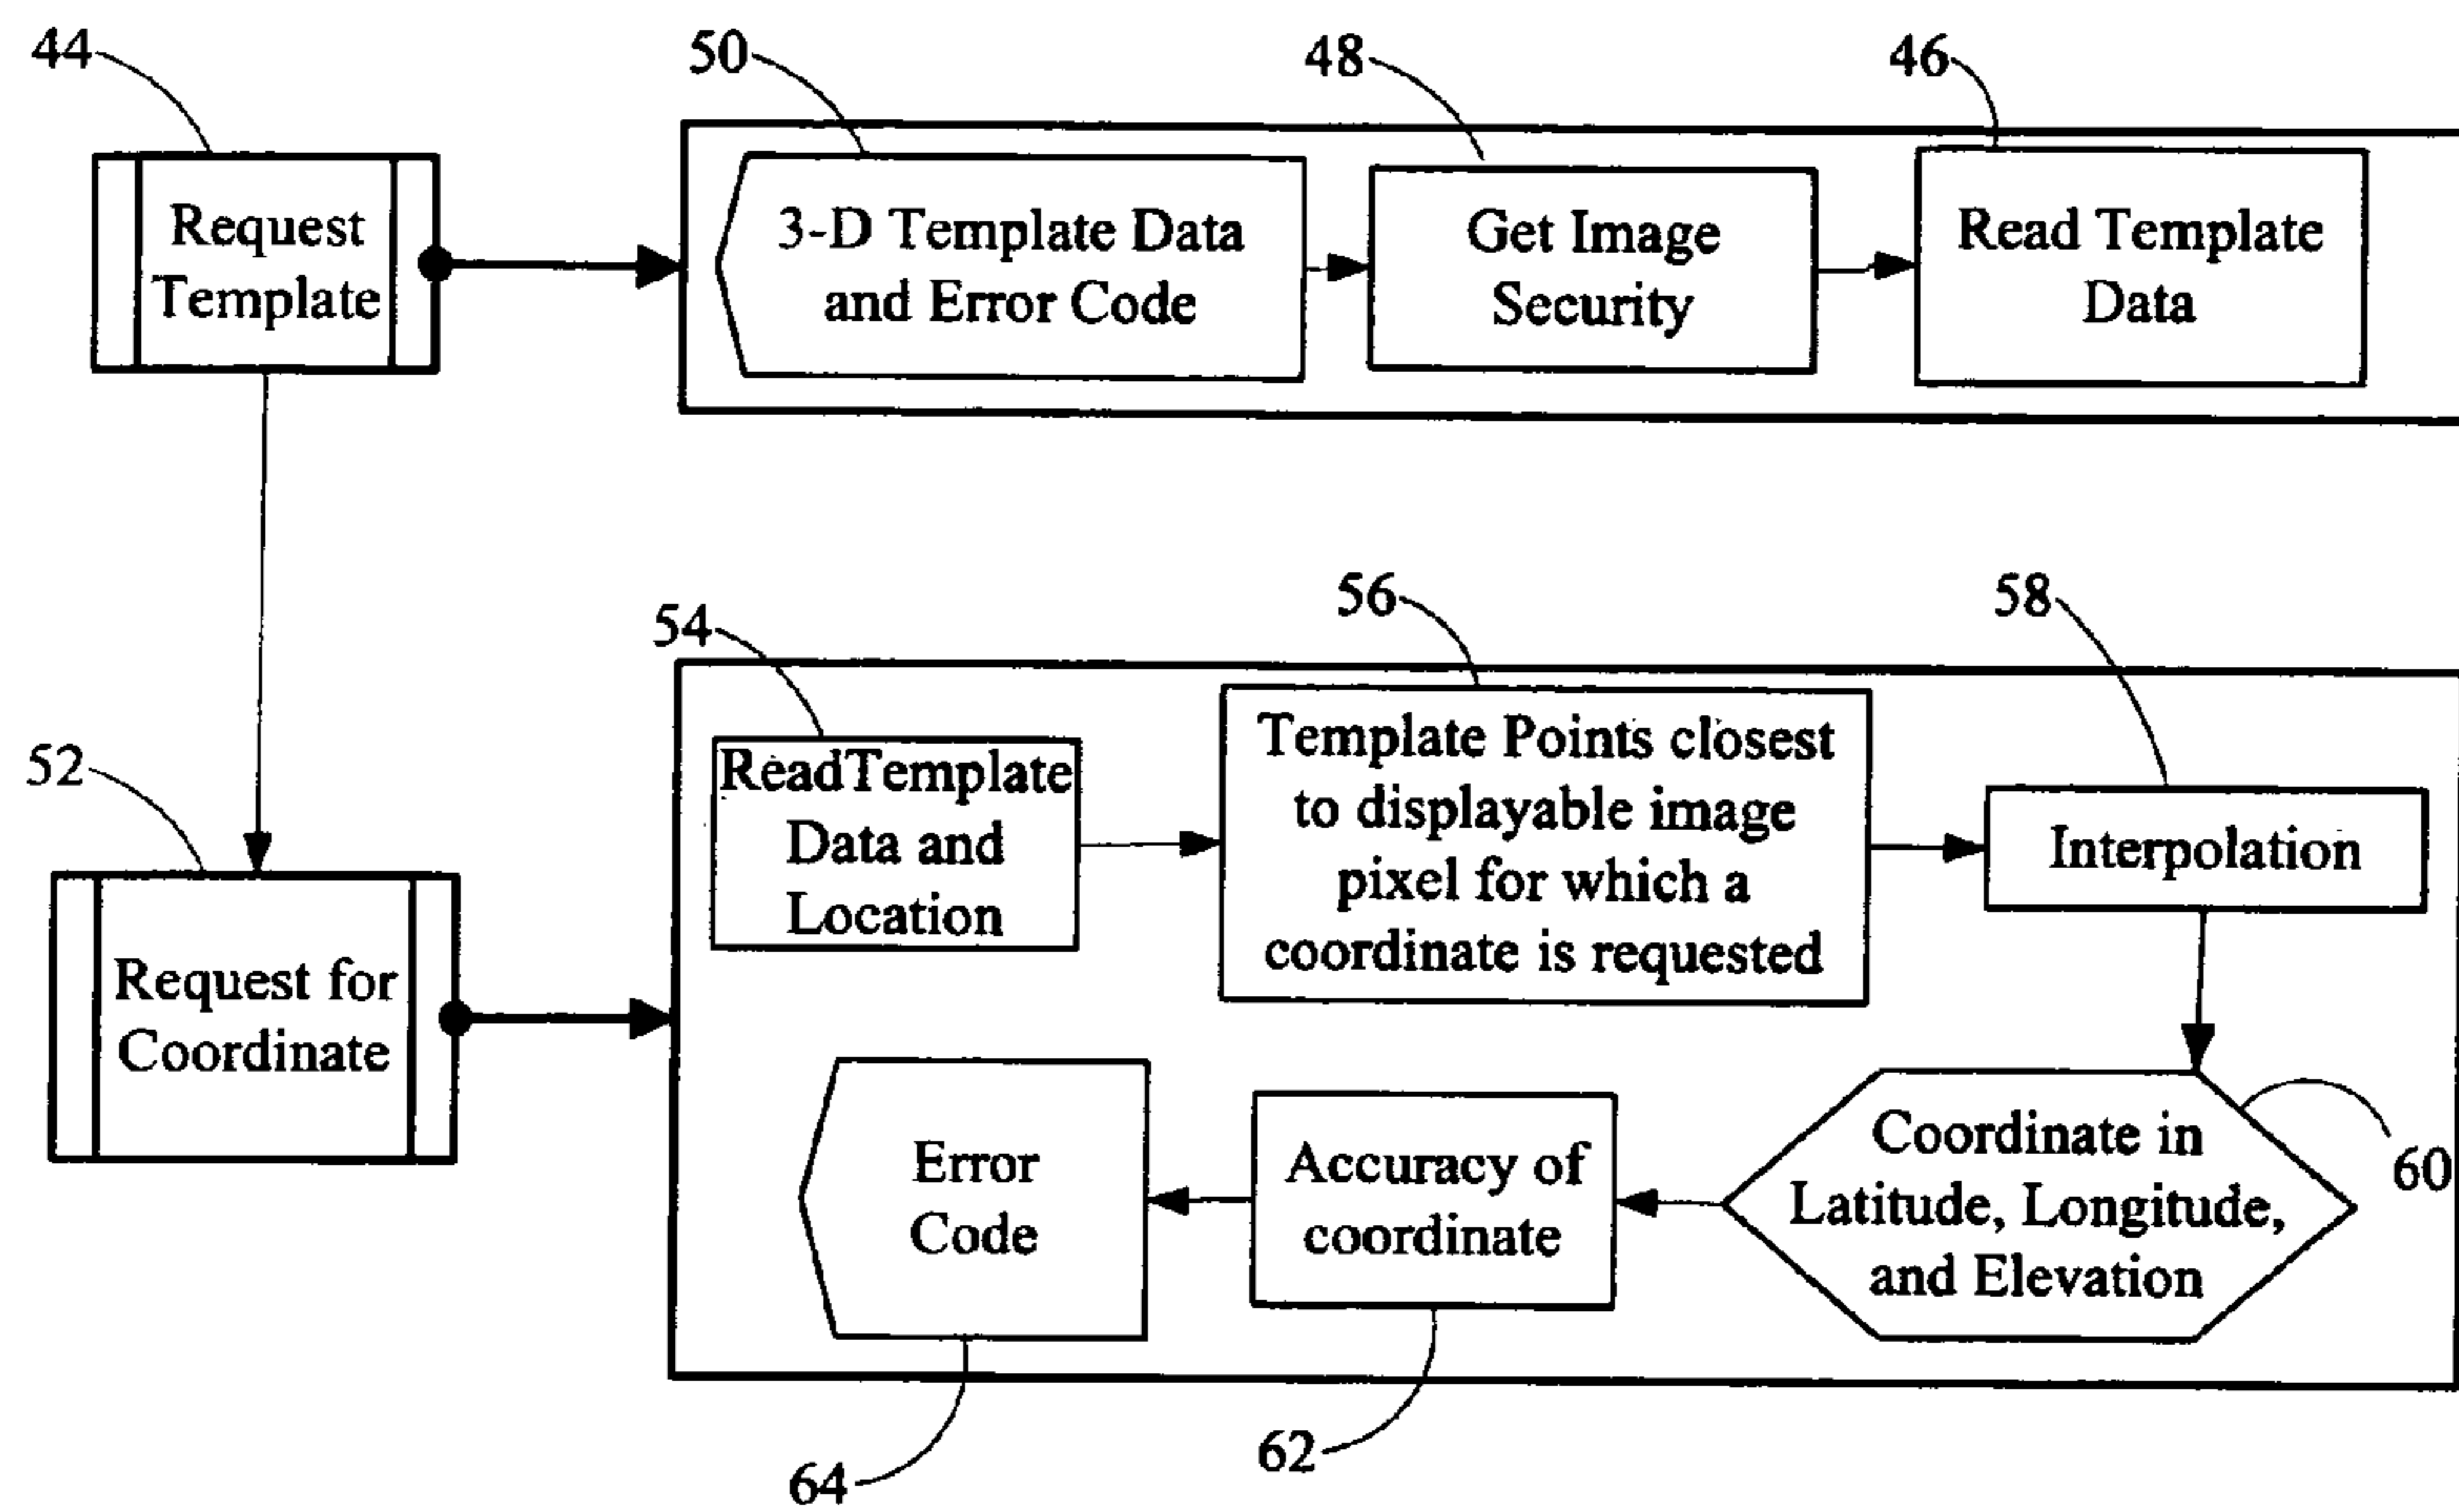 44
50
48
46
Request
Template
3-D Template Data
and Error Code
Get Image
Security
Read Template
Data
52
54
56
58
ReadTemplate
Data and
Location
Template Points closest
to displayable image
pixel for which a
coordinate is requested
Interpolation
Request for
Coordinate
Error
Code
Accuracy of
coordinate
Coordinate in
Latitude, Longitude,
and Elevation
60
62
64